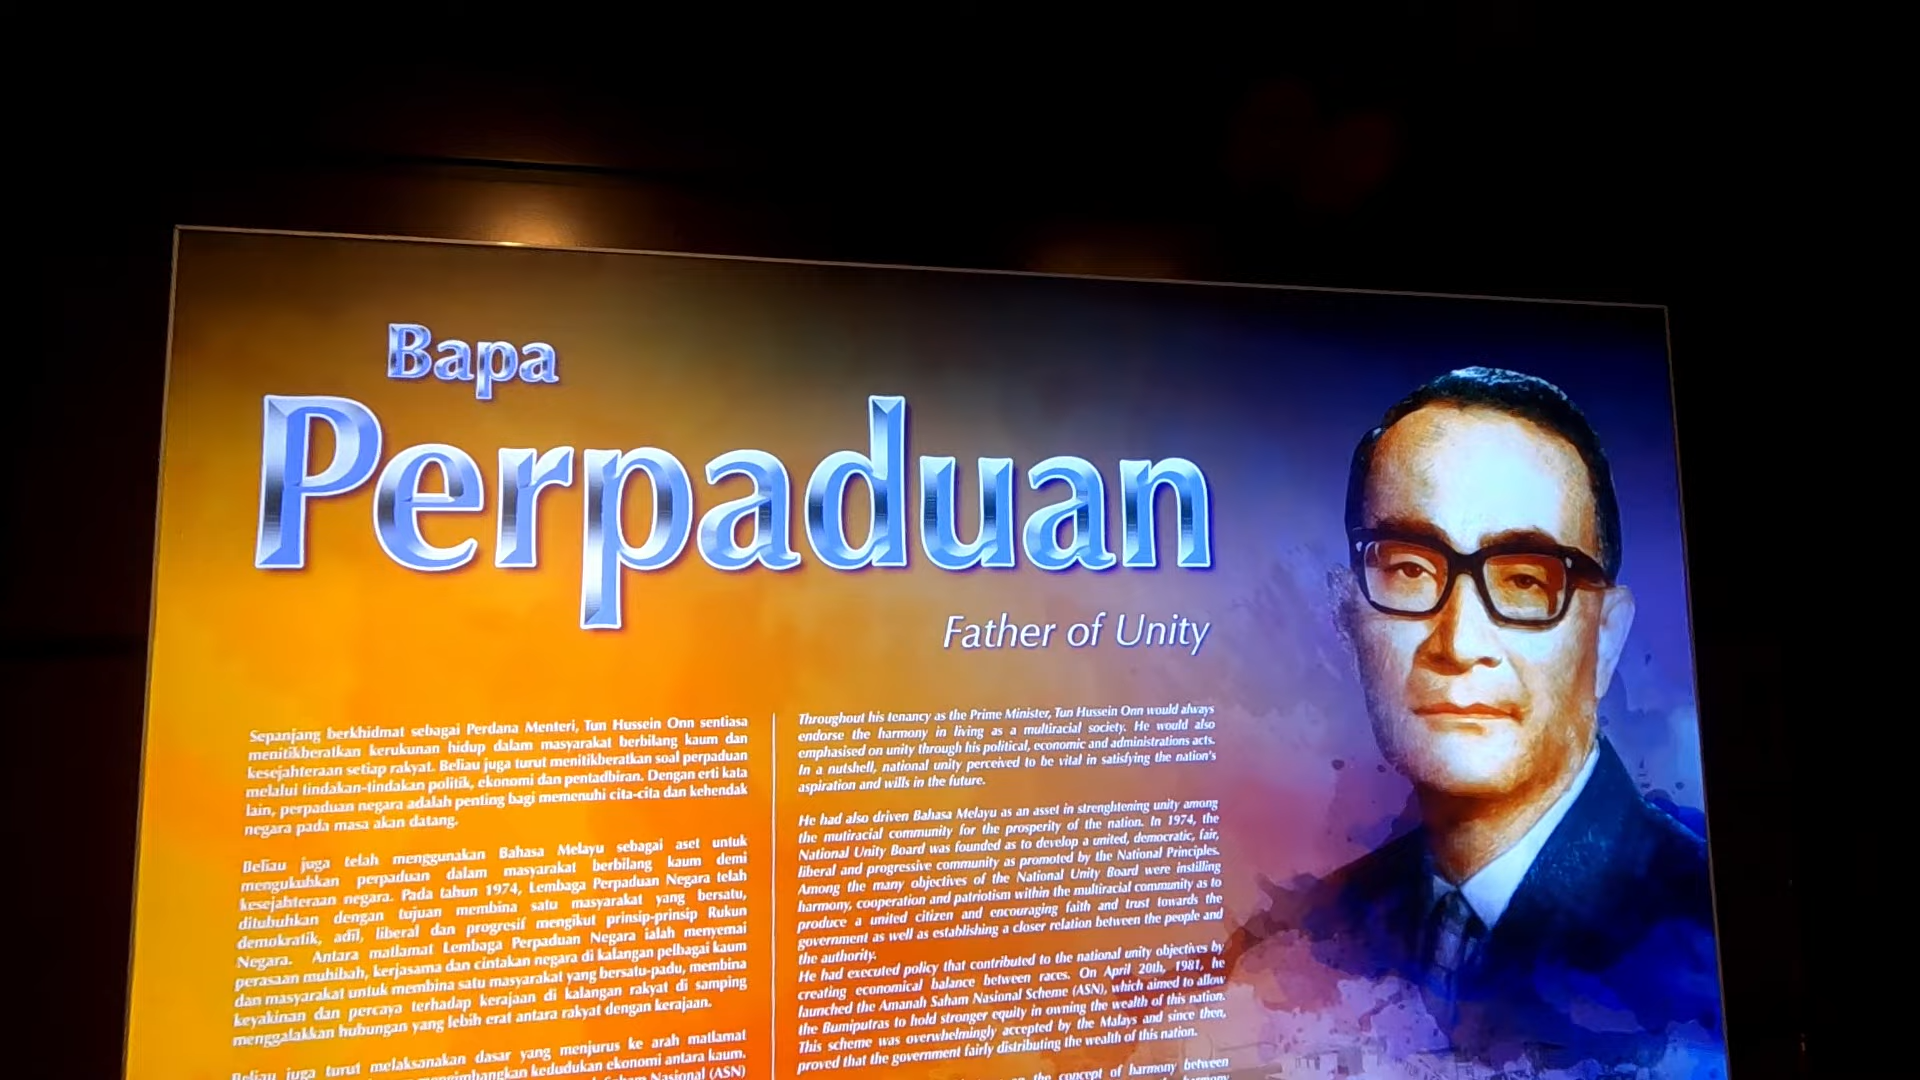 Bapa
Perpaduan
Father of Unity
Sepanjang berkhidmat sebagai Perdana Menteri, Tun Hussein Onn sentiasa
menitikberatkan kerukunan hidup dalam masyarakat berbilang kaum dan
kesejahteraan setiap rakyat. Beliau juga turut menitikberatkan soal perpaduan
melalui tindakan-tindakan politik, ekonomi dan pentadbiran. Dengan erti kata
lain, perpaduan negara adalah penting bagi memenuhi cita-cita dan kehendak
negara pada masa akan datang.
Beliau juga telah menggunakan Bahasa Melayu sebagai aset untuk
mengukuhkan perpaduan dalam masyarakat berbilang kaum demi
kesejahteraan negara. Pada tahun 1974, Lembaga Perpaduan Negara telah
ditubuhkan dengan tujuan membina satu masyarakat yang bersatu,
demokratik, adil, liberal dan progresif mengikut prinsip-prinsip Rukun
Negara. Antara matlamat Lembaga Perpaduan Negara ialah menyemai
perasaan muhibah, kerjasama dan cintakan negara di kalangan pelbagai kaum
dan masyarakat untuk membina satu masyarakat yang bersatu-padu, membina
keyakinan dan percaya terhadap kerajaan di kalangan rakyat di samping
menggalakkan hubungan yang lebih erat antara rakyat dengan kerajaan.
Beliau juga turut melaksanakan dasar yang menjurus ke arah matlamat
mengimbangkan kedudukan ekonomi antara kaum.
Saham Nasional (ASN)
Throughout his tenancy as the Prime Minister, Tun Hussein Onn would always
endorse the harmony in living as a multiracial society. He would also
emphasised on unity through his political, economic and administrations acts.
In a nutshell, national unity perceived to be vital in satisfying the nation's
aspiration and wills in the future.
He had also driven Bahasa Melayu as an asset in strenghtening unity among
the mutiracial community for the prosperity of the nation. In 1974, the
National Unity Board was founded as to develop a united, democratic, fair,
liberal and progressive community as promoted by the National Principles.
Among the many objectives of the National Unity Board were instilling
harmony, cooperation and patriotism within the multiracial community as to
produce a united citizen and encouraging faith and trust towards the
government as well as establishing a closer relation between the people and
the authority.
He had executed policy that contributed to the national unity objectives by
creating economical balance between races. On April 20th, 1981, he
launched the Amanah Saham Nasional Scheme (ASN), which aimed to allow
the Bumiputras to hold stronger equity in owning the wealth of this nation.
This scheme was overwhelmingly accepted by the Malays and since then,
proved that the government fairly distributing the wealth of this nation.
the concept of harmony between